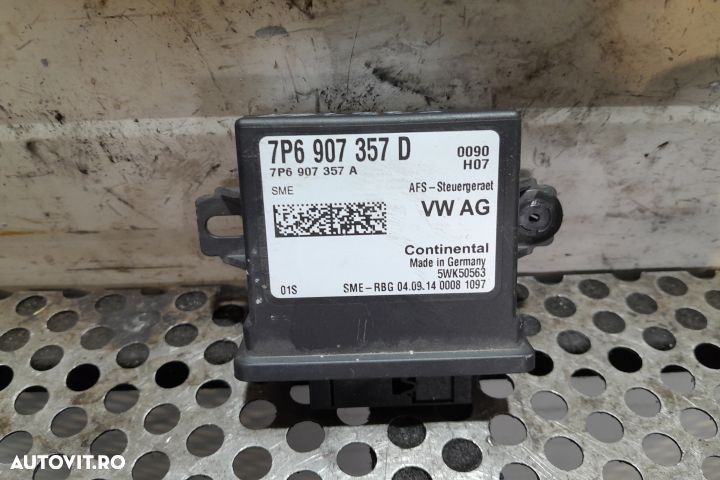 7P6 907 357 D
0090
7P6 907 357 A
H07
SME
AFS-Steuergeraet
VW AG
Continental
Made in Germany
5WK50563
01S
SME-RBG 04.09.14 0008 1097
AUTOVIT.RO